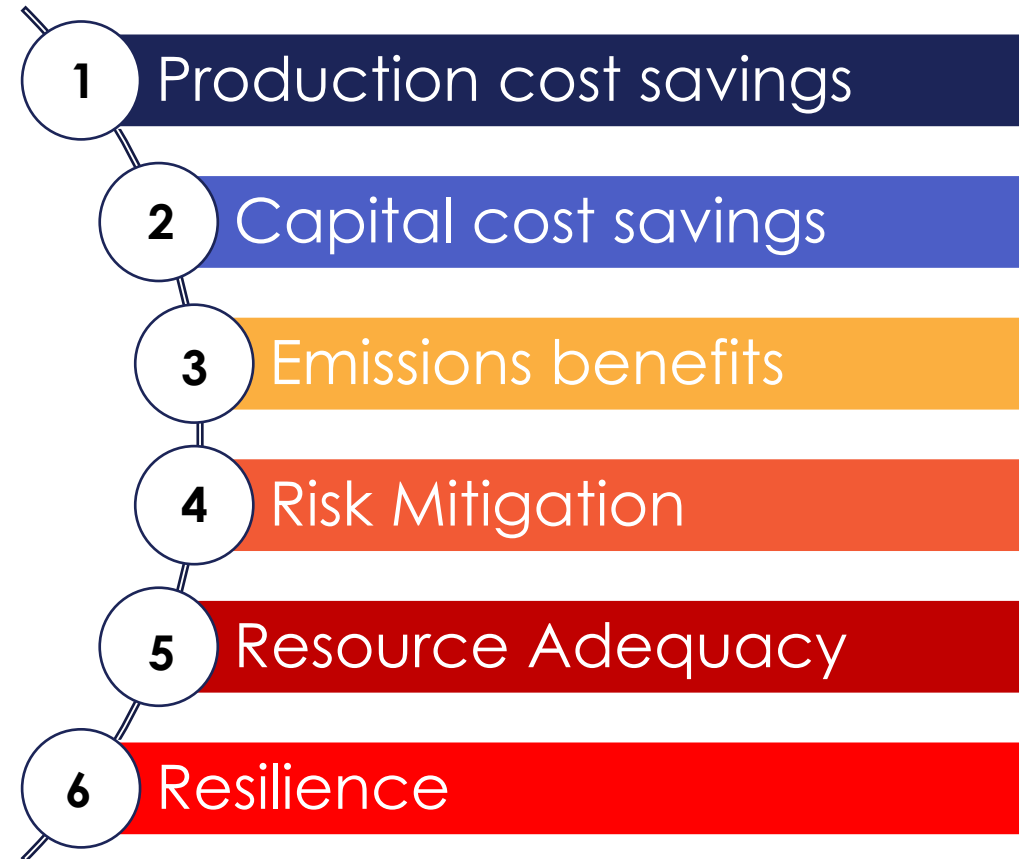 1 Production cost savings
2 Capital cost savings
3 Emissions benefits
4 Risk Mitigation
5 Resource Adequacy
6 Resilience